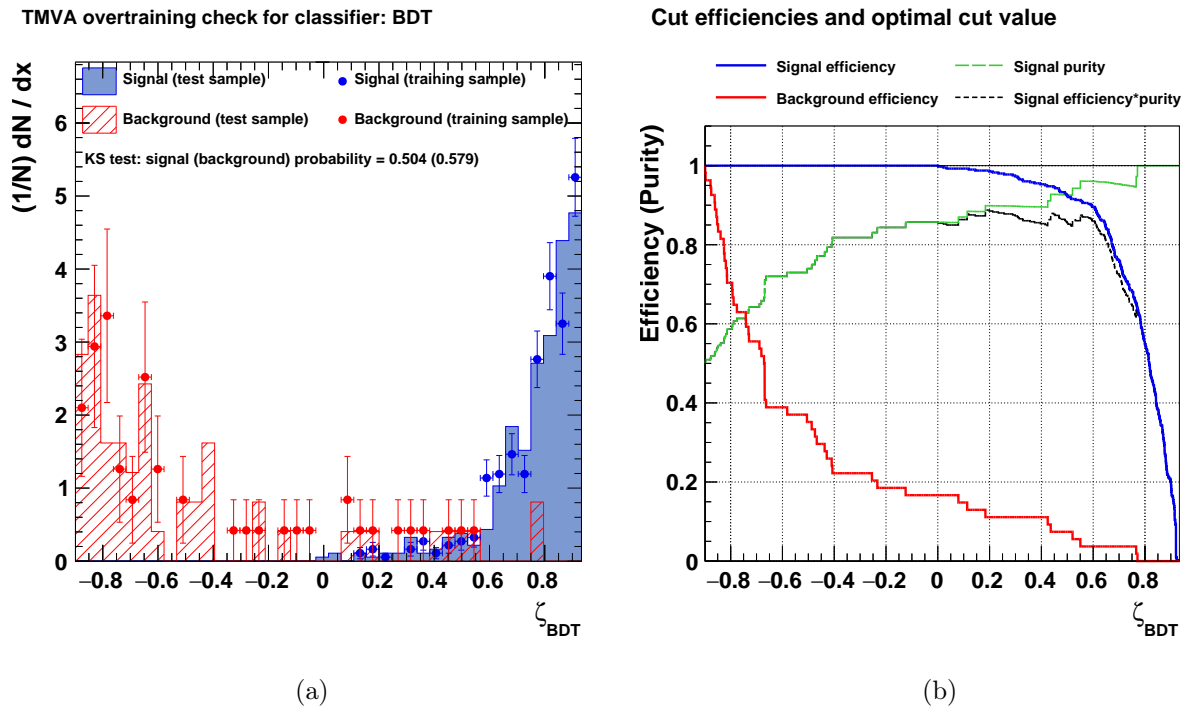 TMVA overtraining check for classifier: BDT
(1/N) dN / dx
Signal (test sample)
Signal (training sample)
Background (test sample)
Background (training sample)
KS test: signal (background) probability = 0.504 (0.579)
6
5
4
3
2
1
0
−0.8 −0.6 −0.4 −0.2 0 0.2 0.4 0.6 0.8
ζBDT
(a)
Cut efficiencies and optimal cut value
Signal efficiency
Signal purity
Background efficiency
Signal efficiency*purity
Efficiency (Purity)
1
0.8
0.6
0.4
0.2
0
−0.8 −0.6 −0.4 −0.2 0 0.2 0.4 0.6 0.8
ζBDT
(b)